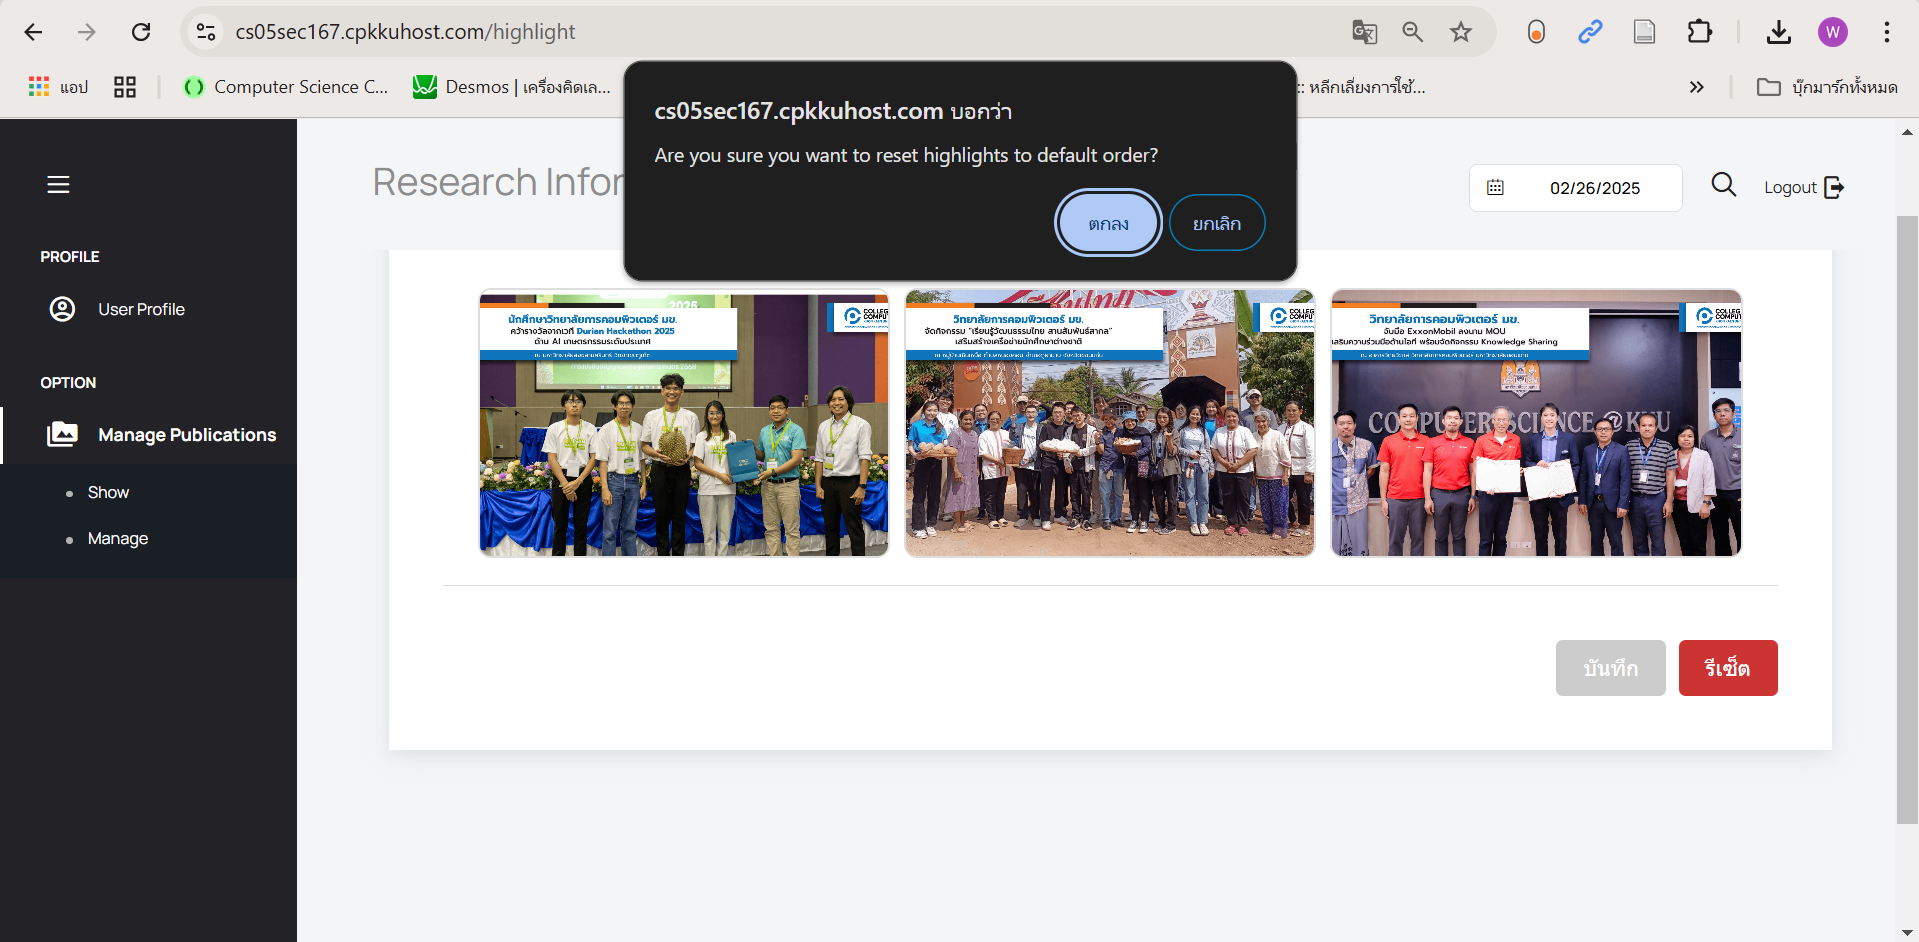 cs05sec167.cpkkuhost.com/highlight
W
แอป
Computer Science C...
Desmos | เครื่องคิดเล...
:: หลีกเลี่ยงการใช้...
»
บุ๊กมาร์กทั้งหมด
cs05sec167.cpkkuhost.com บอกว่า
Are you sure you want to reset highlights to default order?
ตกลง
ยกเลิก
Research Infor
02/26/2025
Logout
PROFILE
User Profile
OPTION
Manage Publications
Show
Manage
2025
นักศึกษาวิทยาลัยการคอมพิวเตอร์ มข.
คว้ารางวัลจากเวที Durian Hackathon 2025
ด้าน AI เกษตรกรรมระดับประเทศ
COLLEG
COMPU
วิทยาลัยการคอมพิวเตอร์ มข.
จัดกิจกรรม "เรียนรู้วัฒนธรรมไทย สานสัมพันธ์สากล"
เสริมสร้างเครือข่ายนักศึกษาต่างชาติ
COLLEG
COMPUT
วิทยาลัยการคอมพิวเตอร์ มข.
จับมือ ExxonMobil ลงนาม MOU
เสริมความร่วมมือด้านไอที พร้อมจัดกิจกรรม Knowledge Sharing
COLLEG
COMPUT
COMPUTER SCIENCE @KKU
บันทึก
รีเซ็ต